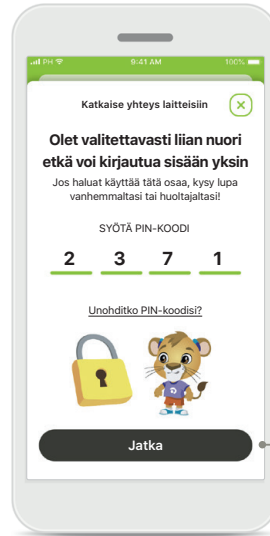 PH
9:41 AM
100%
Katkaise yhteys laitteisiin
Olet valitettavasti liian nuori
etkä voi kirjautua sisään yksin
Jos haluat käyttää tätä osaa, kysy lupa
vanhemmaltasi tai huoltajaltasi!
SYÖTÄ PIN-KOODI
2 3 7 1
Unohditko PIN-koodisi?
Jatka